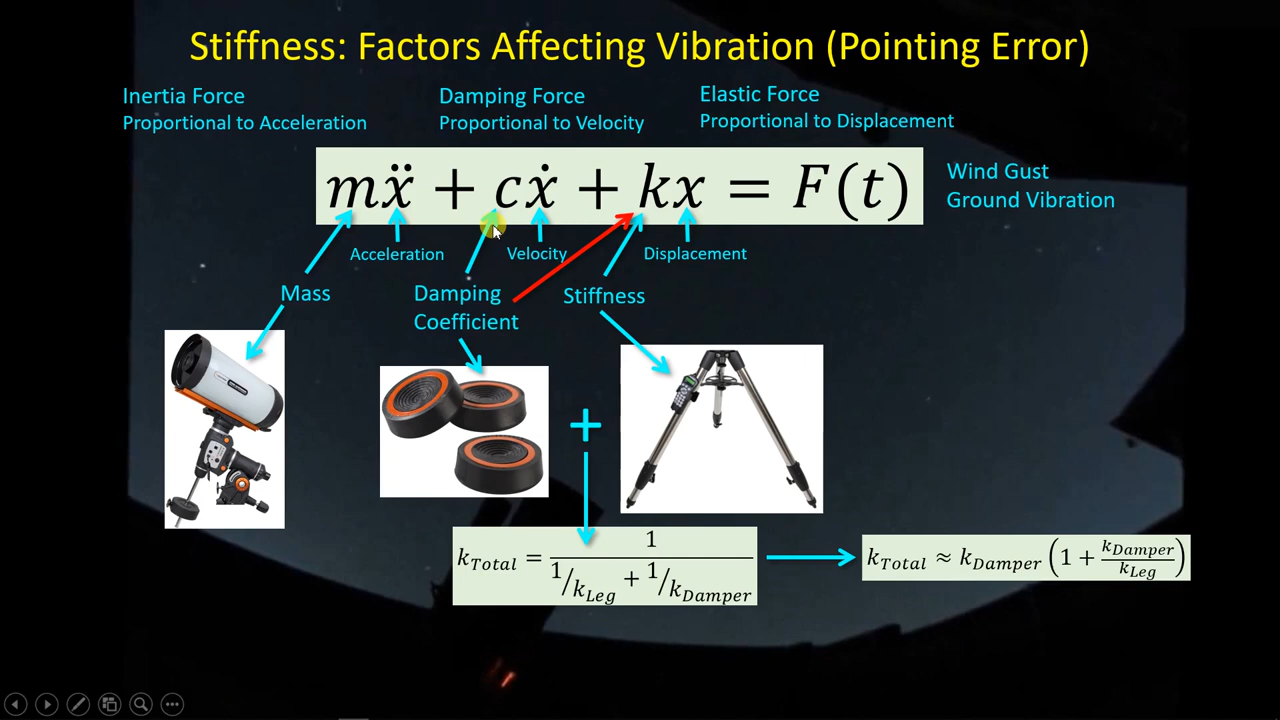 Stiffness: Factors Affecting Vibration (Pointing Error)
Inertia Force
Proportional to Acceleration
Damping Force
Proportional to Velocity
Elastic Force
Proportional to Displacement
mẍ + cẋ + kx = F(t)
Wind Gust
Ground Vibration
Acceleration
Velocity
Displacement
Mass
Damping
Coefficient
Stiffness
+
k_Total = 1 / (1/k_Leg + 1/k_Damper)
k_Total ≈ k_Damper (1 + k_Damper/k_Leg)